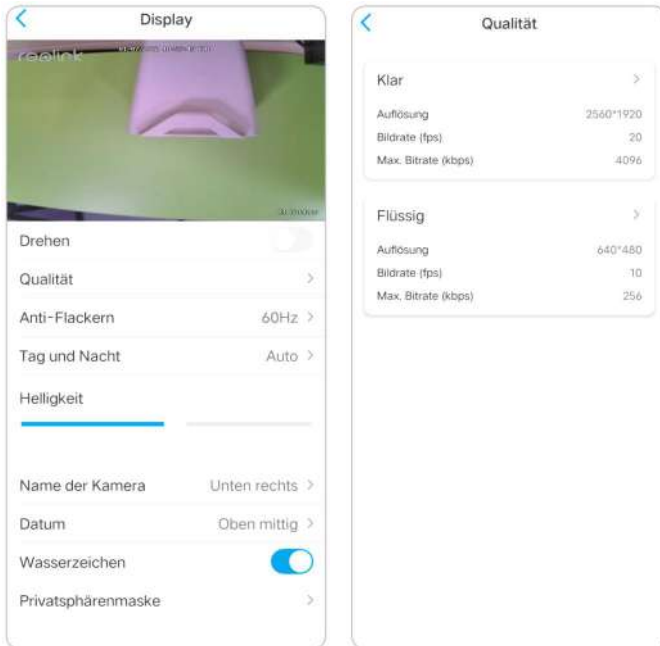 Display
reolink
Drehen
Qualität
Anti-Flackern 60Hz
Tag und Nacht Auto
Helligkeit
Name der Kamera Unten rechts
Datum Oben mittig
Wasserzeichen
Privatsphärenmaske
Qualität
Klar
Auflösung 2560*1920
Bildrate (fps) 20
Max. Bitrate (kbps) 4096
Flüssig
Auflösung 640*480
Bildrate (fps) 10
Max. Bitrate (kbps) 256